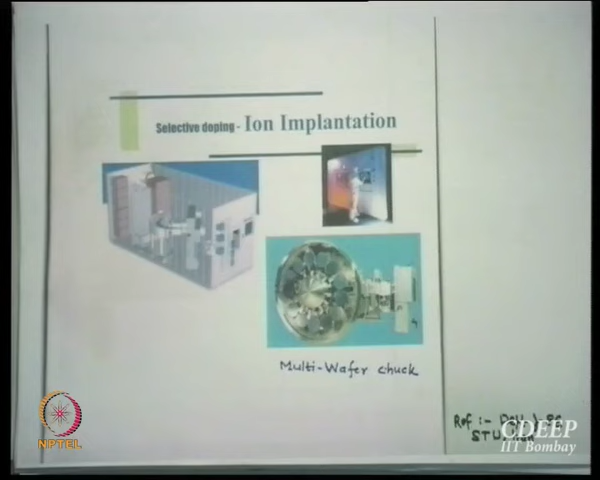 Selective doping - Ion Implantation
Multi-Wafer chuck
Ref :-
CDEEP
IIT Bombay
NPTEL